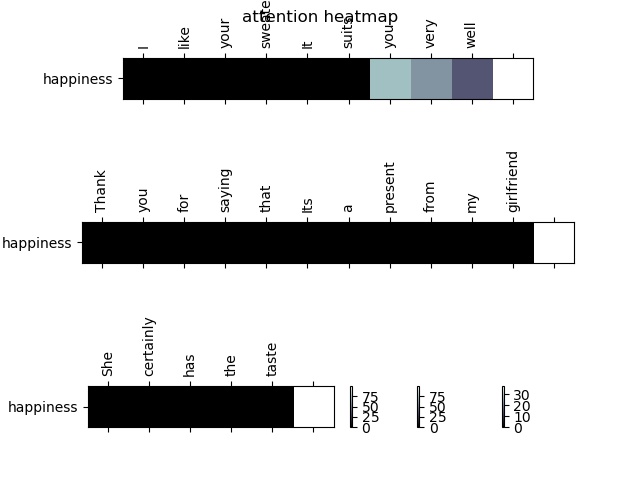 attention heatmap
I like your It suits you very well
happiness
Thank you for saying that Its a present from my girlfriend
happiness
She certainly has the taste
happiness
75 75 30
50 50 20
25 25 10
0 0 0